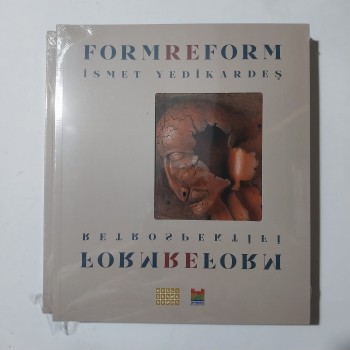 FORMREFORM
İSMET YEDİKARDEŞ
RETROSPEKTİFİ
FORMREFORM